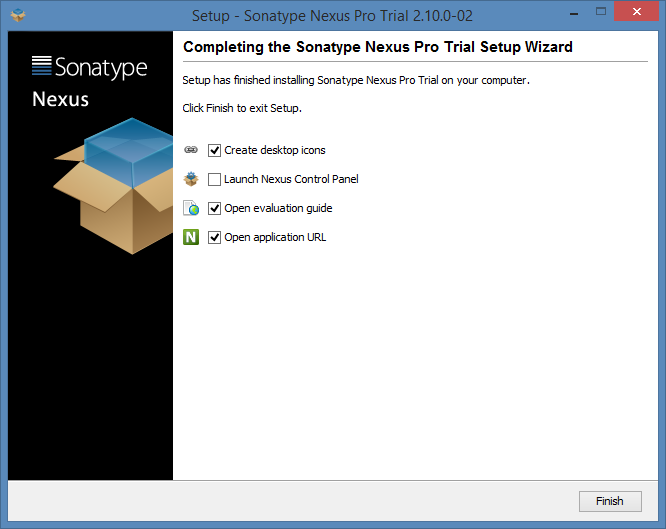 Setup - Sonatype Nexus Pro Trial 2.10.0-02
Sonatype
Nexus
Completing the Sonatype Nexus Pro Trial Setup Wizard
Setup has finished installing Sonatype Nexus Pro Trial on your computer.
Click Finish to exit Setup.
Create desktop icons
Launch Nexus Control Panel
Open evaluation guide
N
Open application URL
Finish